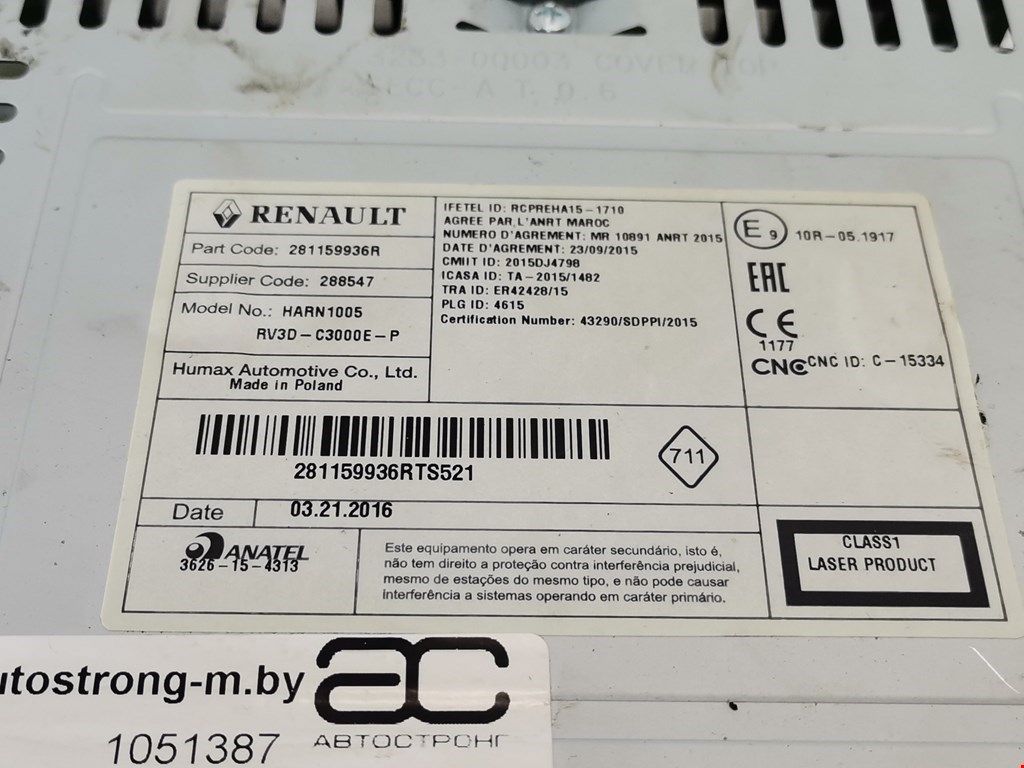 COVER TOP
RENAULT
Part Code: 281159936R
Supplier Code: 288547
Model No.: HARN1005
RV3D-C3000E-P
Humax Automotive Co., Ltd.
Made in Poland
IFETEL ID: RCPREHA15-1710
AGREE PAR L'ANRT MAROC
NUMERO D'AGREMENT: MR 10891 ANRT 2015
DATE D'AGREMENT: 23/09/2015
CMIIT ID: 2015DJ4798
ICASA ID: TA-2015/1482
TRA ID: ER42428/15
PLG ID: 4615
Certification Number: 43290/SDPPI/2015
E9 10R-05.1917
EAC
CE
1177
CNC CNC ID: C-15334
281159936RTS521
711
Date 03.21.2016
ANATEL
3626-15-4313
Este equipamento opera em caráter secundário, isto é,
não tem direito a proteção contra interferência prejudicial,
mesmo de estações do mesmo tipo, e não pode causar
interferência a sistemas operando em caráter primário.
CLASS1
LASER PRODUCT
utostrong-m.by
ac
АВТОСТРОНГ
1051387